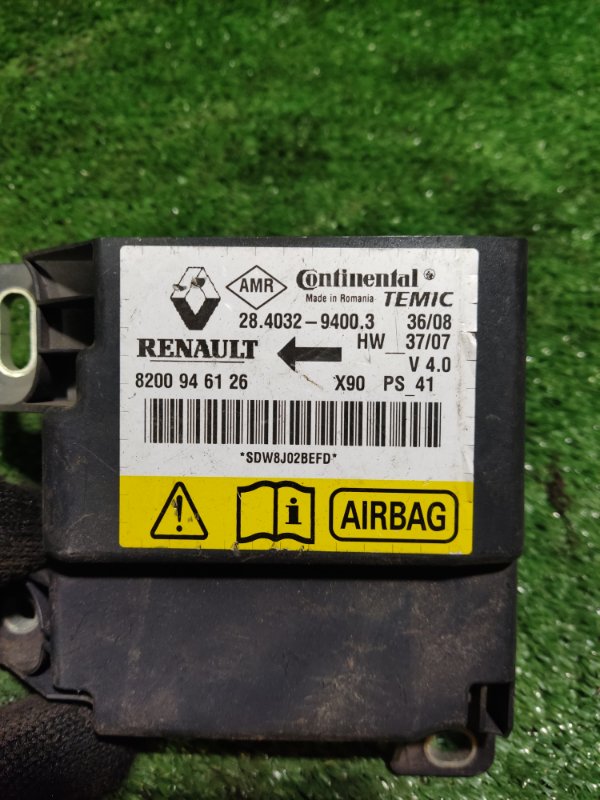 AMR Continental
Made in Romania TEMIC
28.4032-9400.3 36/08
RENAULT HW__37/07
V 4.0
8200 94 61 26 X90 PS_41
*SDW8J02BEFD*
AIRBAG